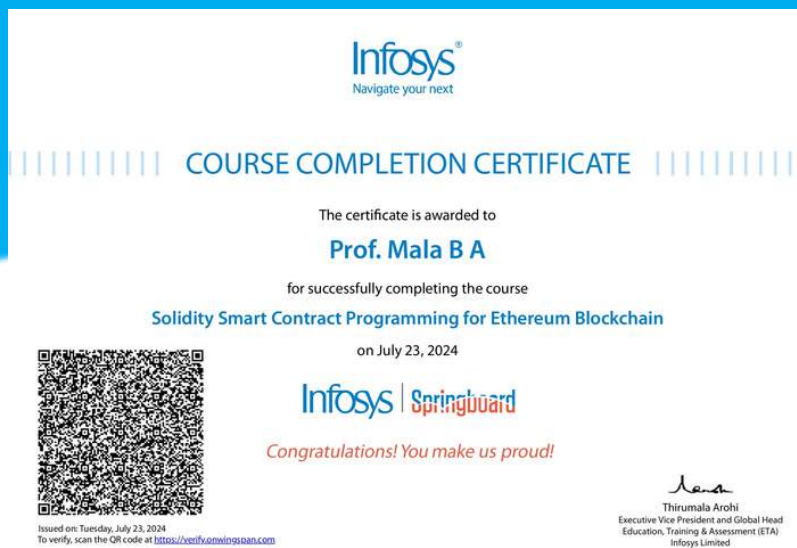 Infosys®
Navigate your next
COURSE COMPLETION CERTIFICATE
The certificate is awarded to
Prof. Mala B A
for successfully completing the course
Solidity Smart Contract Programming for Ethereum Blockchain
on July 23, 2024
Infosys | Springboard
Congratulations! You make us proud!
Thirumala Arohi
Executive Vice President and Global Head
Education, Training & Assessment (ETA)
Infosys Limited
Issued on: Tuesday, July 23, 2024
To verify, scan the QR code at https://verify.onwingspan.com